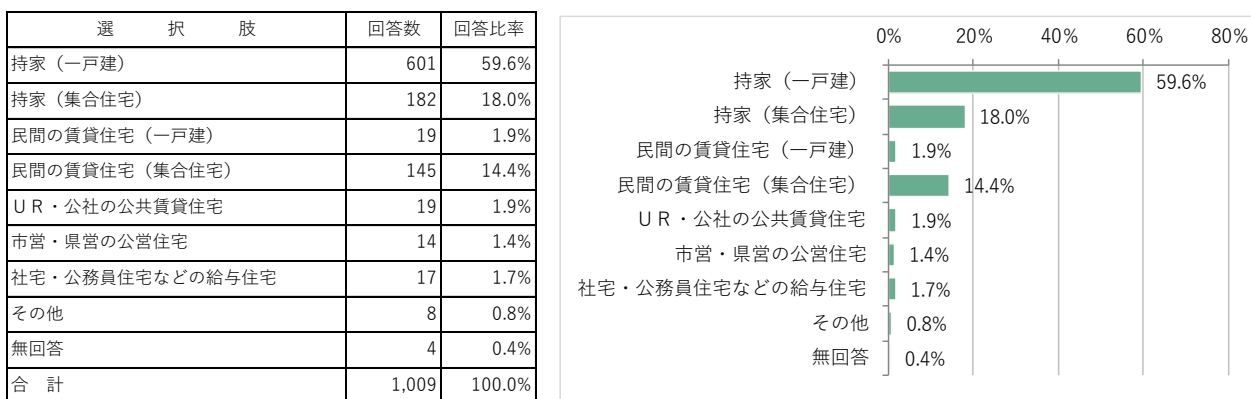 選択肢 回答数 回答比率
持家（一戸建） 601 59.6%
持家（集合住宅） 182 18.0%
民間の賃貸住宅（一戸建） 19 1.9%
民間の賃貸住宅（集合住宅） 145 14.4%
ＵＲ・公社の公共賃貸住宅 19 1.9%
市営・県営の公営住宅 14 1.4%
社宅・公務員住宅などの給与住宅 17 1.7%
その他 8 0.8%
無回答 4 0.4%
合　計 1,009 100.0%
0% 20% 40% 60% 80%
持家（一戸建） 59.6%
持家（集合住宅） 18.0%
民間の賃貸住宅（一戸建） 1.9%
民間の賃貸住宅（集合住宅） 14.4%
ＵＲ・公社の公共賃貸住宅 1.9%
市営・県営の公営住宅 1.4%
社宅・公務員住宅などの給与住宅 1.7%
その他 0.8%
無回答 0.4%